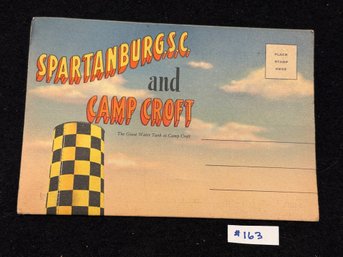 SPARTANBURG, S.C.
PLACE
STAMP
HERE
and
CAMP CROFT
The Giant Water Tank at Camp Croft
#163